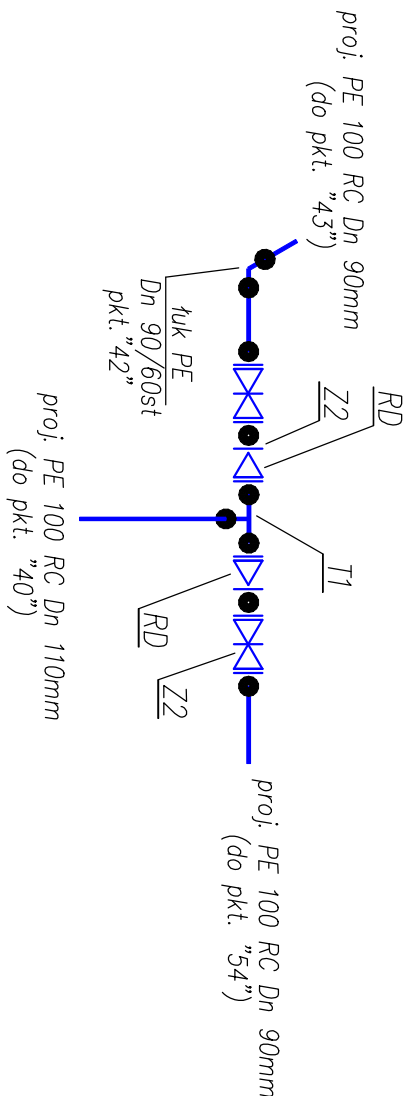 proj. PE 100 RC Dn 90mm
(do pkt. "43")
łuk PE
Dn 90/60st
pkt. "42"
Z2
RD
T1
proj. PE 100 RC Dn 110mm
(do pkt. "40")
RD
Z2
proj. PE 100 RC Dn 90mm
(do pkt. "54")